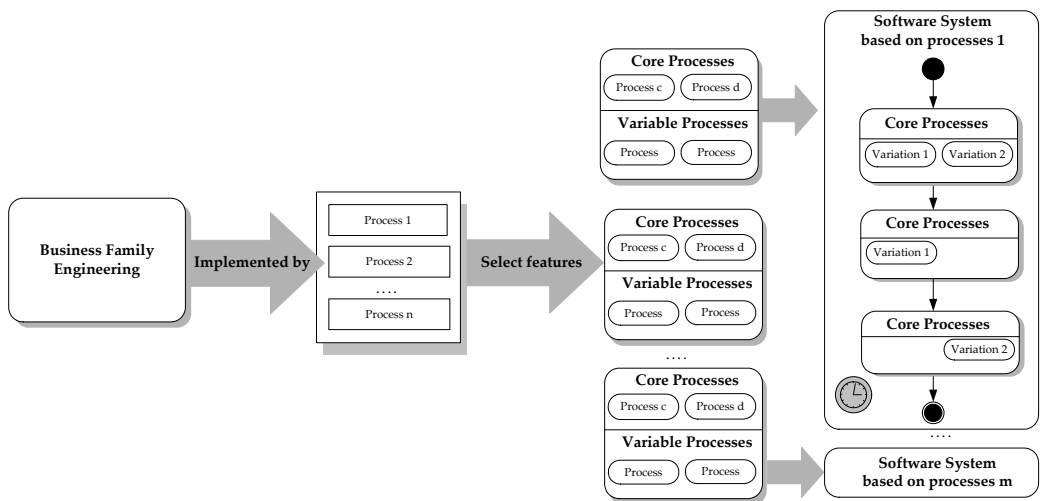 Business Family
Engineering
Implemented by
Process 1
Process 2
....
Process n
Select features
Core Processes
Process c Process d
Variable Processes
Process Process
Core Processes
Process c Process d
Variable Processes
Process Process
....
Core Processes
Process c Process d
Variable Processes
Process Process
Software System
based on processes 1
Core Processes
Variation 1 Variation 2
Core Processes
Variation 1
Core Processes
Variation 2
....
Software System
based on processes m